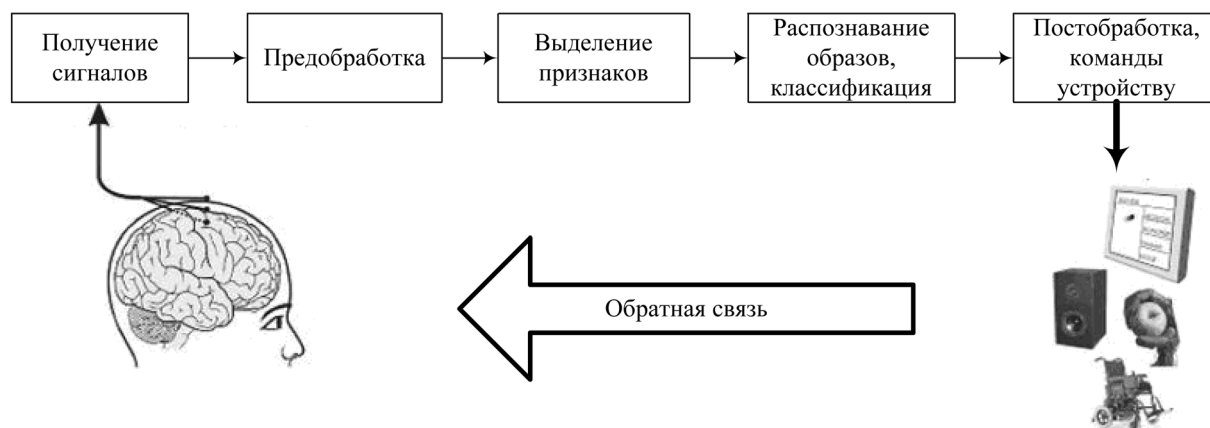 Получение
сигналов
Предобработка
Выделение
признаков
Распознавание
образов,
классификация
Постобработка,
команды
устройству
Обратная связь